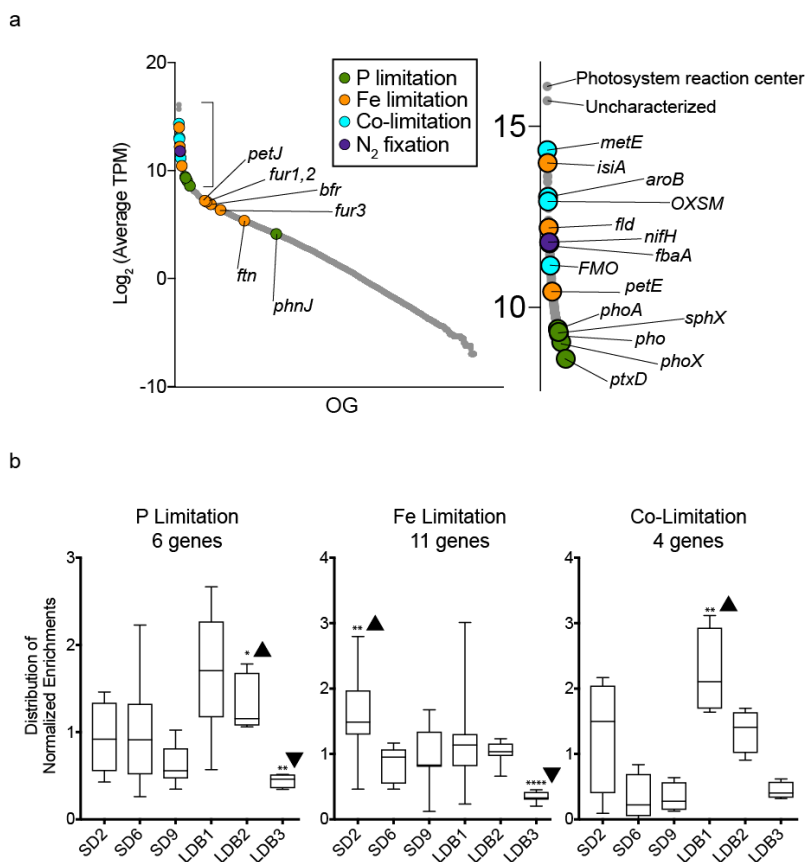 a
20
10
0
-10
Log2 (Average TPM)
OG
P limitation
Fe limitation
Co-limitation
N2 fixation
petJ
fur1,2
bfr
fur3
ftn
phnJ
15
10
Photosystem reaction center
Uncharacterized
metE
isiA
aroB
OXSM
fld
nifH
fbaA
FMO
petE
phoA
sphX
pho
phoX
ptxD
b
P Limitation
6 genes
Distribution of
Normalized Enrichments
3
2
1
0
*
**
SD2
SD6
SD9
LDB1
LDB2
LDB3
Fe Limitation
11 genes
4
3
2
1
0
**
****
SD2
SD6
SD9
LDB1
LDB2
LDB3
Co-Limitation
4 genes
4
3
2
1
0
**
SD2
SD6
SD9
LDB1
LDB2
LDB3